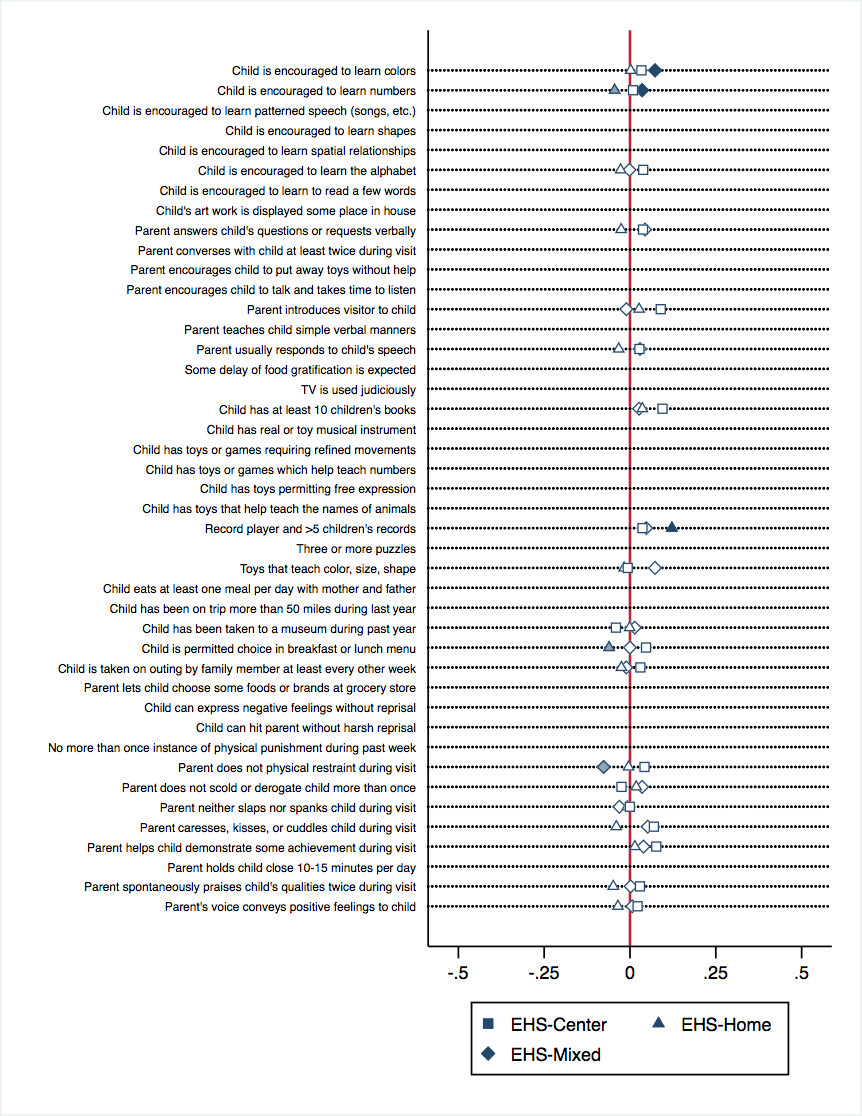 Child is encouraged to learn colors
Child is encouraged to learn numbers
Child is encouraged to learn patterned speech (songs, etc.)
Child is encouraged to learn shapes
Child is encouraged to learn spatial relationships
Child is encouraged to learn the alphabet
Child is encouraged to learn to read a few words
Child's art work is displayed some place in house
Parent answers child's questions or requests verbally
Parent converses with child at least twice during visit
Parent encourages child to put away toys without help
Parent encourages child to talk and takes time to listen
Parent introduces visitor to child
Parent teaches child simple verbal manners
Parent usually responds to child's speech
Some delay of food gratification is expected
TV is used judiciously
Child has at least 10 children's books
Child has real or toy musical instrument
Child has toys or games requiring refined movements
Child has toys or games which help teach numbers
Child has toys permitting free expression
Child has toys that help teach the names of animals
Record player and >5 children's records
Three or more puzzles
Toys that teach color, size, shape
Child eats at least one meal per day with mother and father
Child has been on trip more than 50 miles during last year
Child has been taken to a museum during past year
Child is permitted choice in breakfast or lunch menu
Child is taken on outing by family member at least every other week
Parent lets child choose some foods or brands at grocery store
Child can express negative feelings without reprisal
Child can hit parent without harsh reprisal
No more than once instance of physical punishment during past week
Parent does not physical restraint during visit
Parent does not scold or derogate child more than once
Parent neither slaps nor spanks child during visit
Parent caresses, kisses, or cuddles child during visit
Parent helps child demonstrate some achievement during visit
Parent holds child close 10-15 minutes per day
Parent spontaneously praises child's qualities twice during visit
Parent's voice conveys positive feelings to child
-.5 -.25 0 .25 .5
EHS-Center EHS-Home
EHS-Mixed